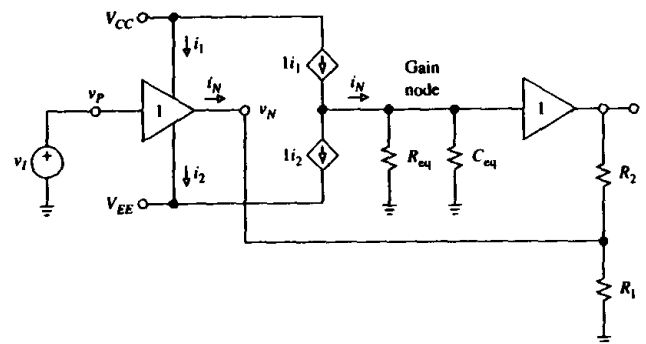 V_CC
i_1
1i_1
Gain
node
v_P
1
i_N
v_N
i_N
1
v_I
+
i_2
1i_2
R_eq
C_eq
R_2
V_EE
R_1